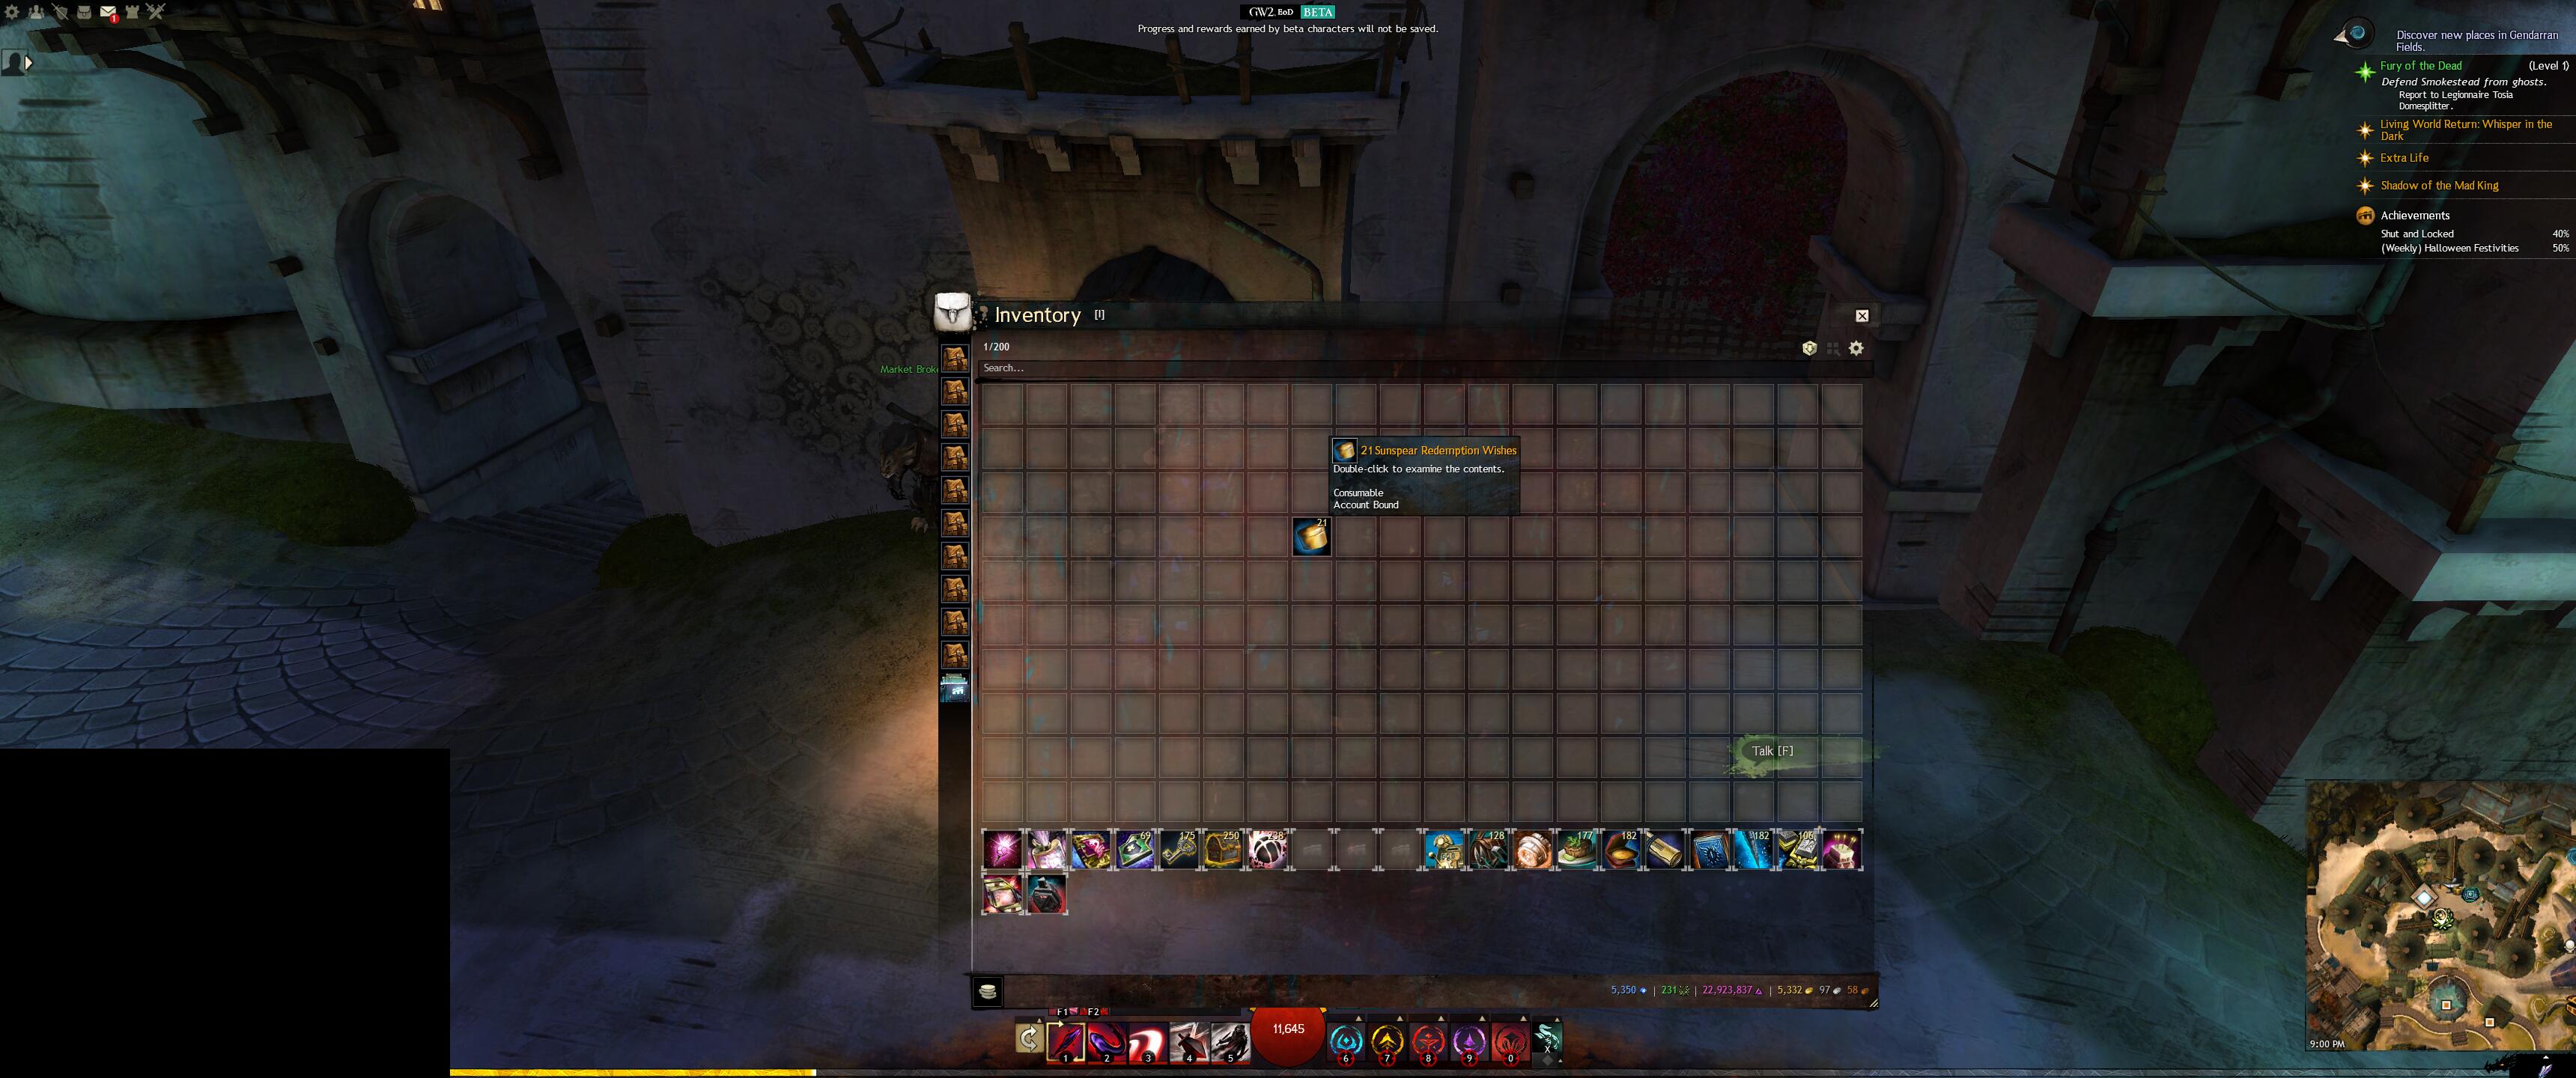 GW2 EoD BETA
Progress and rewards earned by beta characters will not be saved.
1
Discover new places in Gendarran
Fields.
Fury of the Dead (Level 1)
Defend Smokestead from ghosts.
Report to Legionnaire Tosia
Domesplitter.
Living World Return: Whisper in the
Dark
Extra Life
Shadow of the Mad King
Achievements
Shut and Locked 40%
(Weekly) Halloween Festivities 50%
Inventory [I]
1/200
Search...
Market Broke
21 Sunspear Redemption Wishes
Double-click to examine the contents.
Consumable
Account Bound
21
Talk [F]
69 175 250 238 128 177 182 182 106
5,350 | 231 | 22,923,837 | 5,332 97 58
F1 F2
11,645
1 2 3 4 5 6 7 8 9 0 X
9:00 PM